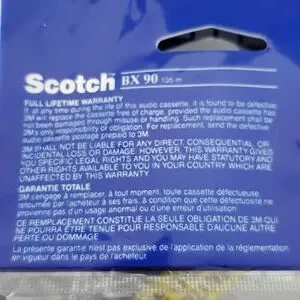 Scotch BX 90 135 m
FULL LIFETIME WARRANTY
If, at any time during the life of this audio cassette, it is found to be defective
3M will replace the cassette free of charge, provided the audio cassette has
not been damaged through misuse or handling. Such replacement shall be
3M's only responsibility or obligation. For replacement, send the defective
audio cassette postage prepaid to 3M.
3M SHALL NOT BE LIABLE FOR ANY DIRECT, CONSEQUENTIAL, OR
INCIDENTAL LOSS OR DAMAGE. HOWEVER, THIS WARRANTY GIVES
YOU SPECIFIC LEGAL RIGHTS AND YOU MAY HAVE STATUTORY AND
OTHER RIGHTS AVAILABLE TO YOU IN YOUR COUNTRY WHICH ARE
UNAFFECTED BY THIS WARRANTY
GARANTIE TOTALE
3M s'engage à remplacer à tout moment, toute cassette défectueuse
retournée par l'acheteur à ses frais, à condition que cette défectuosité ne
provienne pas d'un usage anormal ou d'une erreur d'utilisation
DE REMPLACEMENT CONSTITUE LA SEULE OBLIGATION DE 3M QUI
NE POURRA ÊTRE TENUE POUR RESPONSABLE D'AUCUNE AUTRE
PERTE OU DOMMAGE
La présente garantie n'est pas exclusive de l'application de la réglementation
en vigueur dans le pays de l'acheteur.